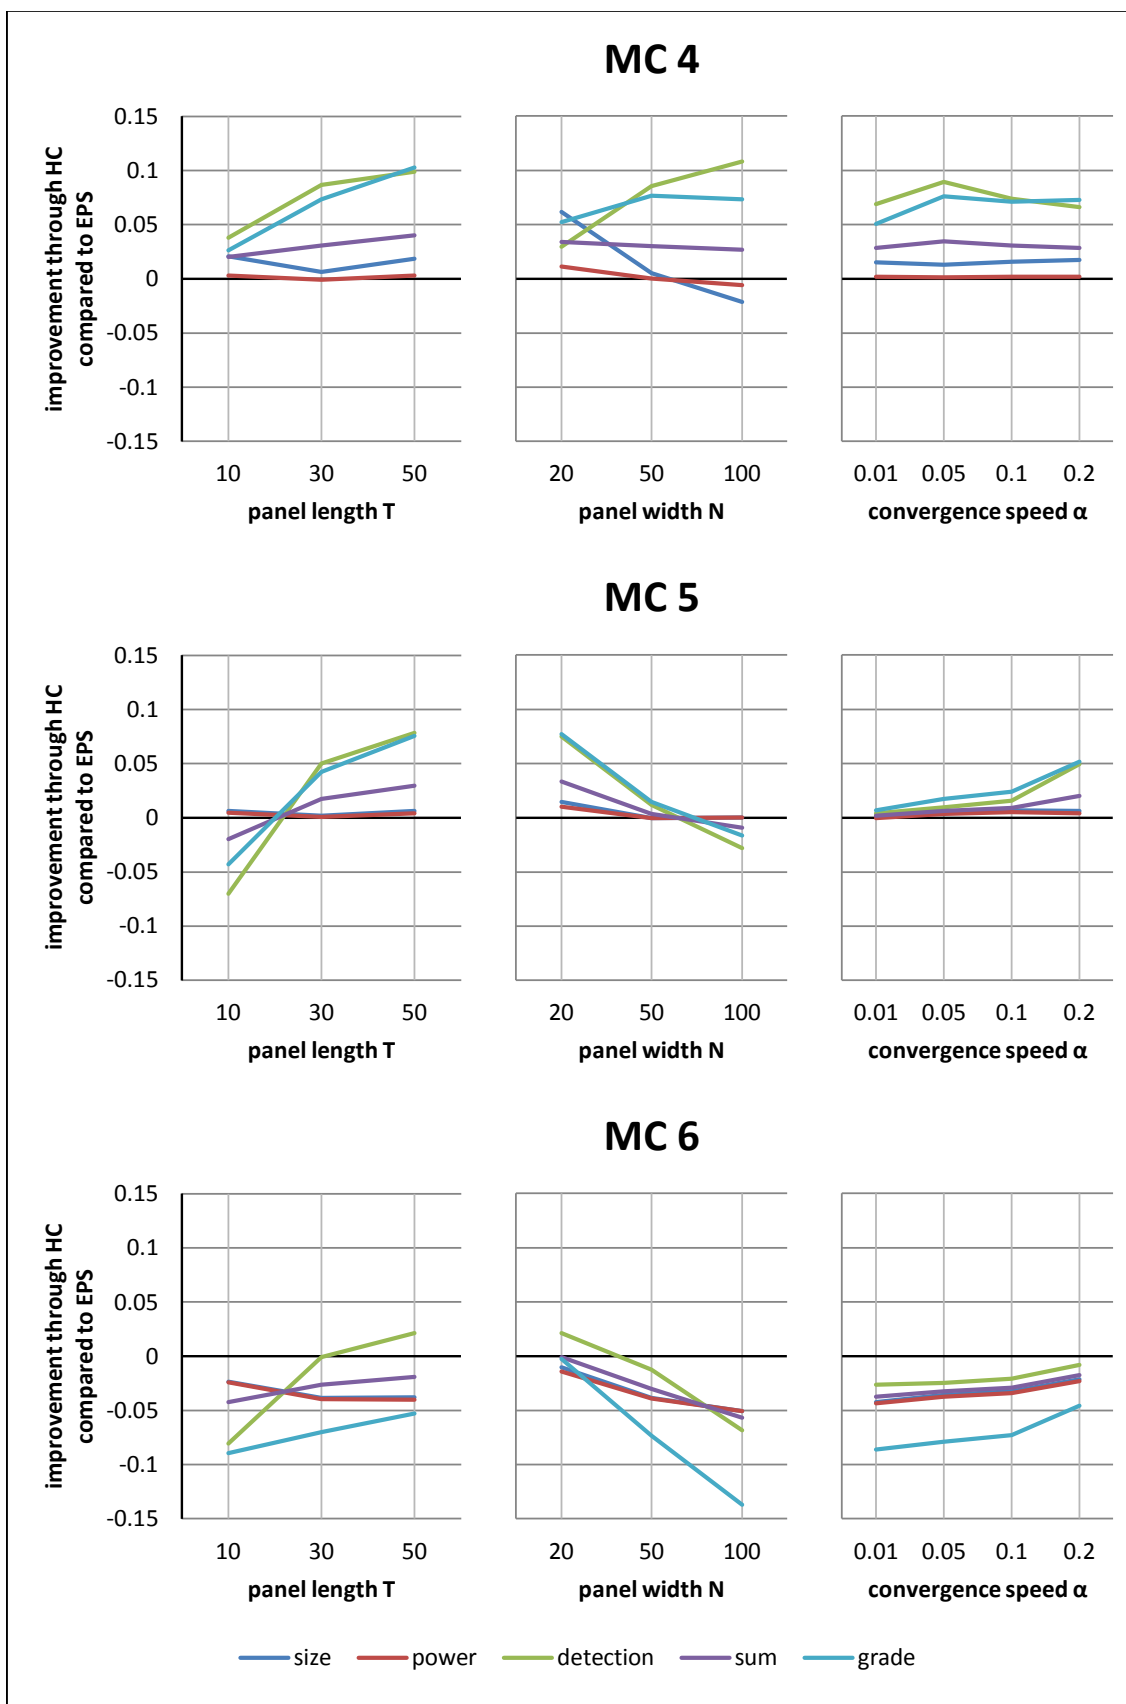 MC 4
improvement through HC
compared to EPS
0.15
0.1
0.05
0
-0.05
-0.1
-0.15
10 30 50
panel length T
20 50 100
panel width N
0.01 0.05 0.1 0.2
convergence speed α
MC 5
improvement through HC
compared to EPS
0.15
0.1
0.05
0
-0.05
-0.1
-0.15
10 30 50
panel length T
20 50 100
panel width N
0.01 0.05 0.1 0.2
convergence speed α
MC 6
improvement through HC
compared to EPS
0.15
0.1
0.05
0
-0.05
-0.1
-0.15
10 30 50
panel length T
20 50 100
panel width N
0.01 0.05 0.1 0.2
convergence speed α
size power detection sum grade